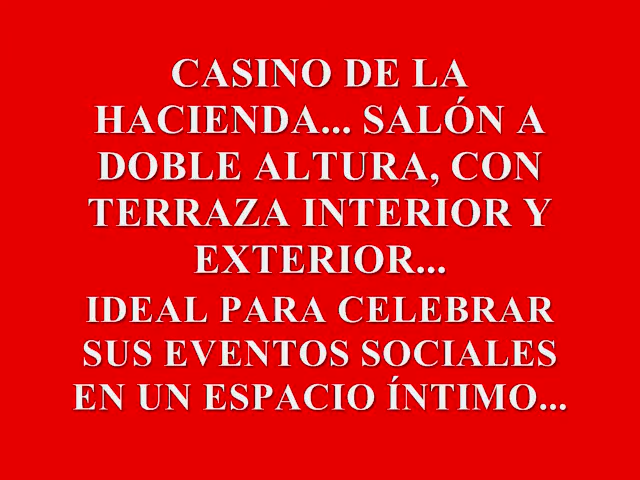 CASINO DE LA
HACIENDA... SALÓN A
DOBLE ALTURA, CON
TERRAZA INTERIOR Y
EXTERIOR...
IDEAL PARA CELEBRAR
SUS EVENTOS SOCIALES
EN UN ESPACIO ÍNTIMO...